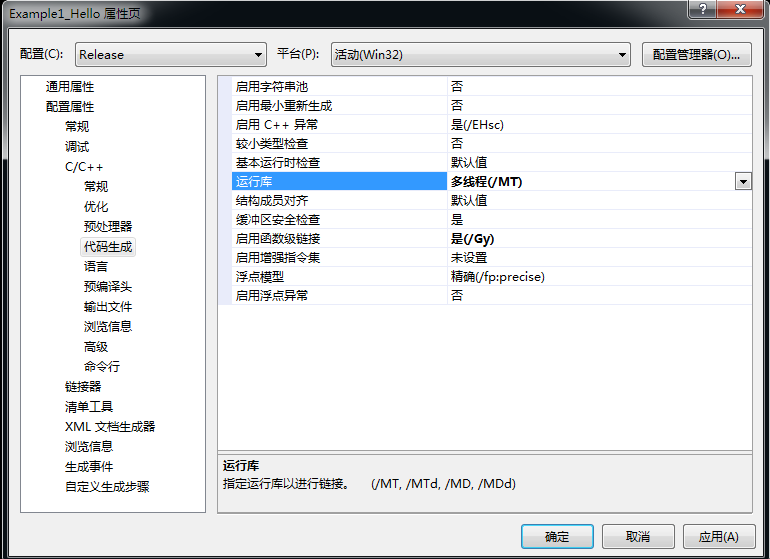 Example1_Hello 属性页
配置(C): Release 平台(P): 活动(Win32) 配置管理器(O)...
通用属性
配置属性
常规
调试
C/C++
常规
优化
预处理器
代码生成
语言
预编译头
输出文件
浏览信息
高级
命令行
链接器
清单工具
XML 文档生成器
浏览信息
生成事件
自定义生成步骤
启用字符串池 否
启用最小重新生成 否
启用 C++ 异常 是(/EHsc)
较小类型检查 否
基本运行时检查 默认值
运行库 多线程(/MT)
结构成员对齐 默认值
缓冲区安全检查 是
启用函数级链接 是(/Gy)
启用增强指令集 未设置
浮点模型 精确(/fp:precise)
启用浮点异常 否
运行库
指定运行库以进行链接。 (/MT, /MTd, /MD, /MDd)
确定 取消 应用(A)